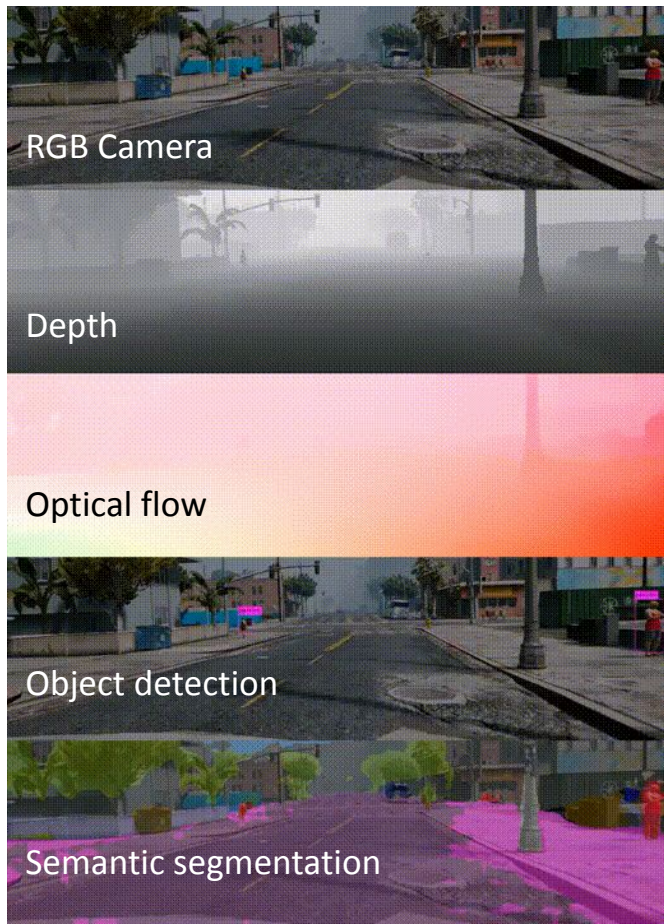 RGB Camera
Depth
Optical flow
Object detection
Semantic segmentation